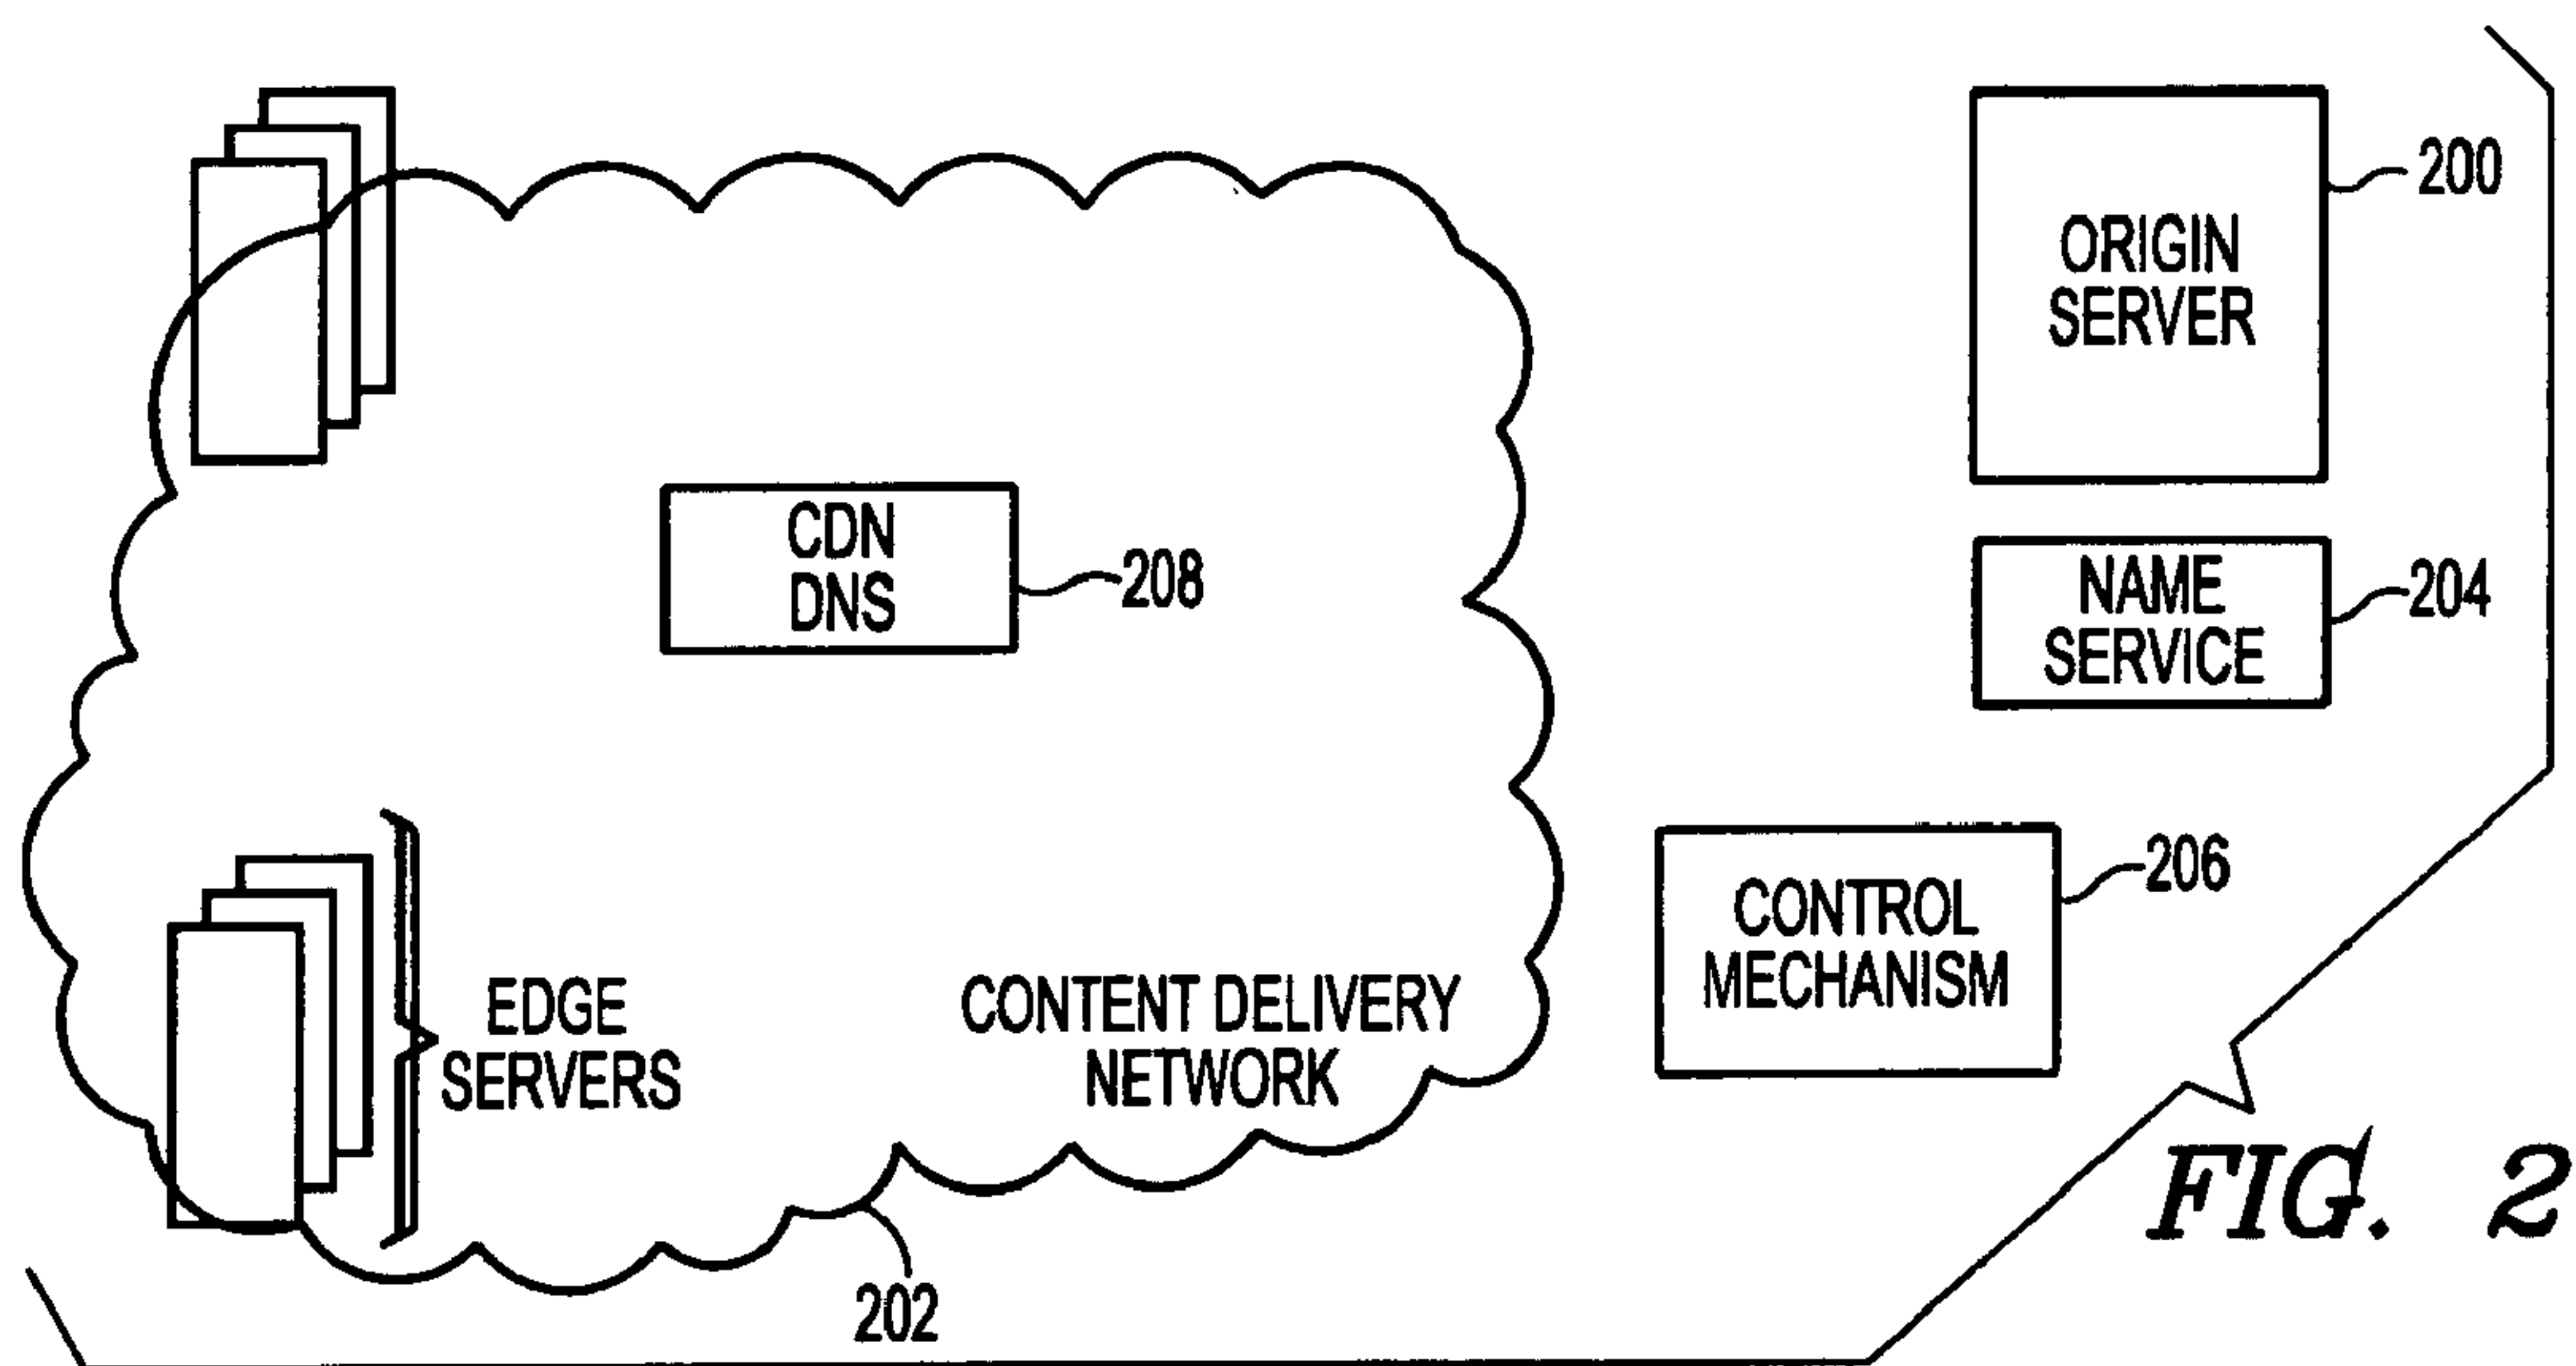 200
ORIGIN
SERVER
CDN
DNS
208
NAME
SERVICE
204
CONTROL
MECHANISM
206
EDGE
SERVERS
CONTENT DELIVERY
NETWORK
202
FIG. 2